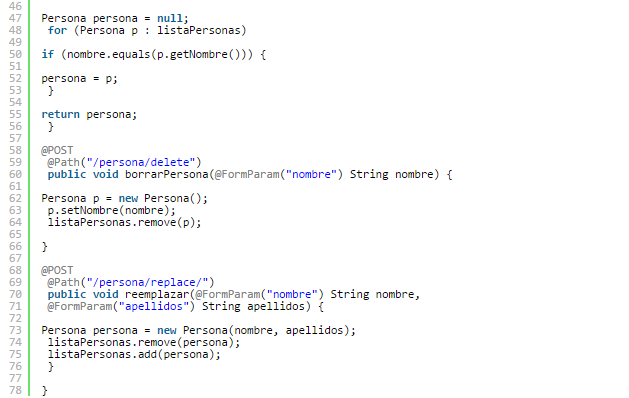 46
47 Persona persona = null;
48 for (Persona p : listaPersonas)
49
50 if (nombre.equals(p.getNombre())) {
51
52 persona = p;
53 }
54
55 return persona;
56 }
57
58 @POST
59 @Path("/persona/delete")
60 public void borrarPersona(@FormParam("nombre") String nombre) {
61
62 Persona p = new Persona();
63 p.setNombre(nombre);
64 listaPersonas.remove(p);
65
66 }
67
68 @POST
69 @Path("/persona/replace/")
70 public void reemplazar(@FormParam("nombre") String nombre,
71 @FormParam("apellidos") String apellidos) {
72
73 Persona persona = new Persona(nombre, apellidos);
74 listaPersonas.remove(persona);
75 listaPersonas.add(persona);
76 }
77
78 }